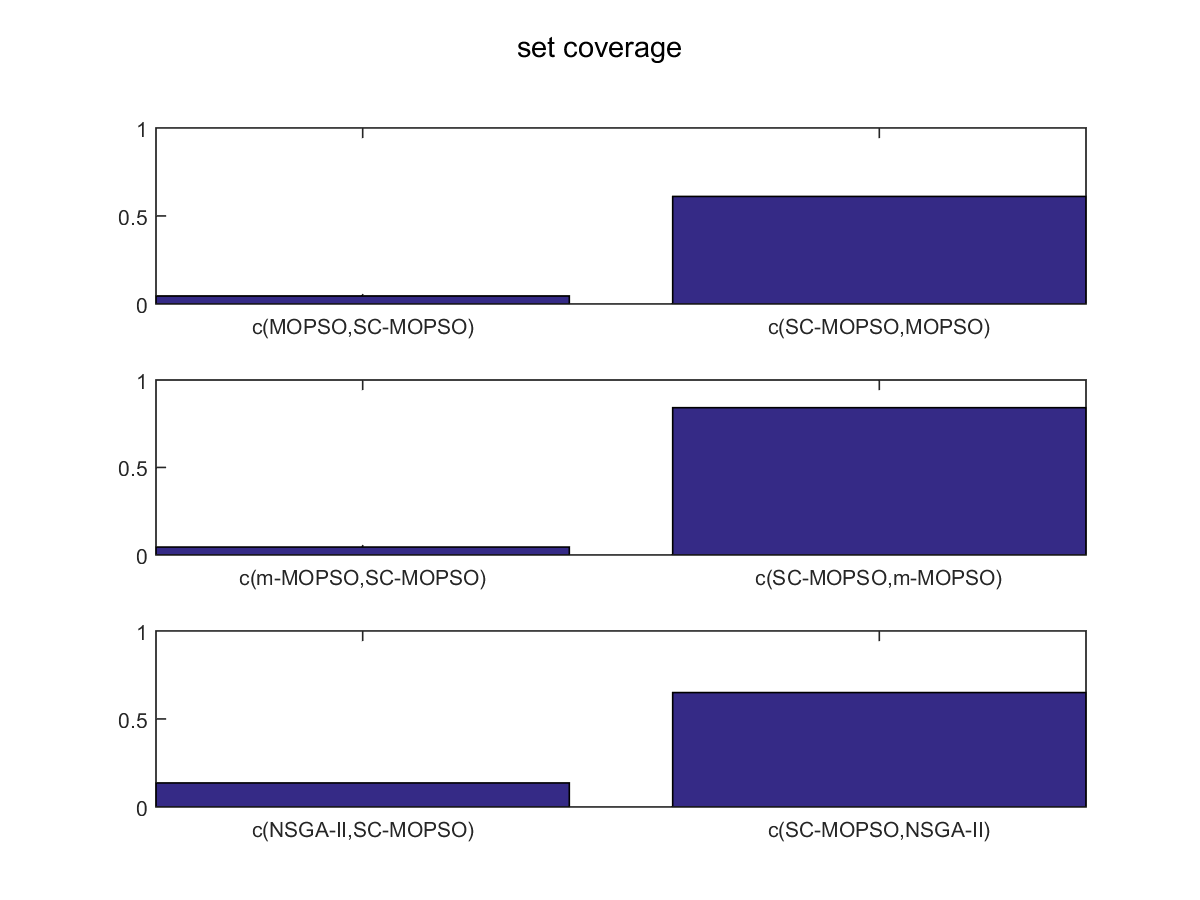 set coverage
1
0.5
0
c(MOPSO,SC-MOPSO) c(SC-MOPSO,MOPSO)
1
0.5
0
c(m-MOPSO,SC-MOPSO) c(SC-MOPSO,m-MOPSO)
1
0.5
0
c(NSGA-II,SC-MOPSO) c(SC-MOPSO,NSGA-II)